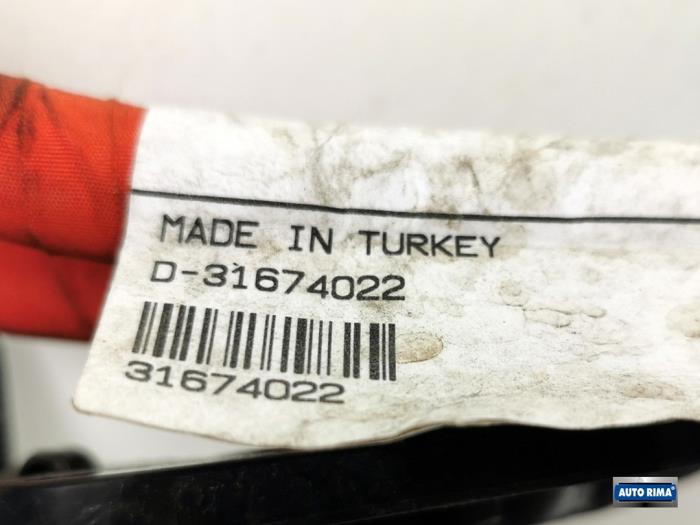 MADE IN TURKEY
D-31674022
31674022
AUTO RIMA®